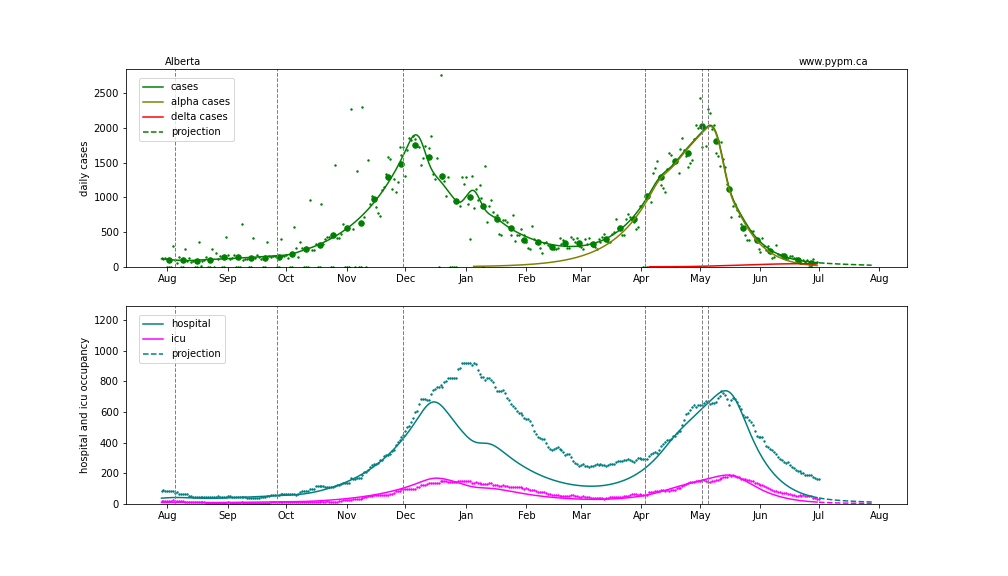 Alberta www.pypm.ca
daily cases
2500
2000
1500
1000
500
0
cases
alpha cases
delta cases
projection
Aug Sep Oct Nov Dec Jan Feb Mar Apr May Jun Jul Aug
hospital and icu occupancy
1200
1000
800
600
400
200
0
hospital
icu
projection
Aug Sep Oct Nov Dec Jan Feb Mar Apr May Jun Jul Aug